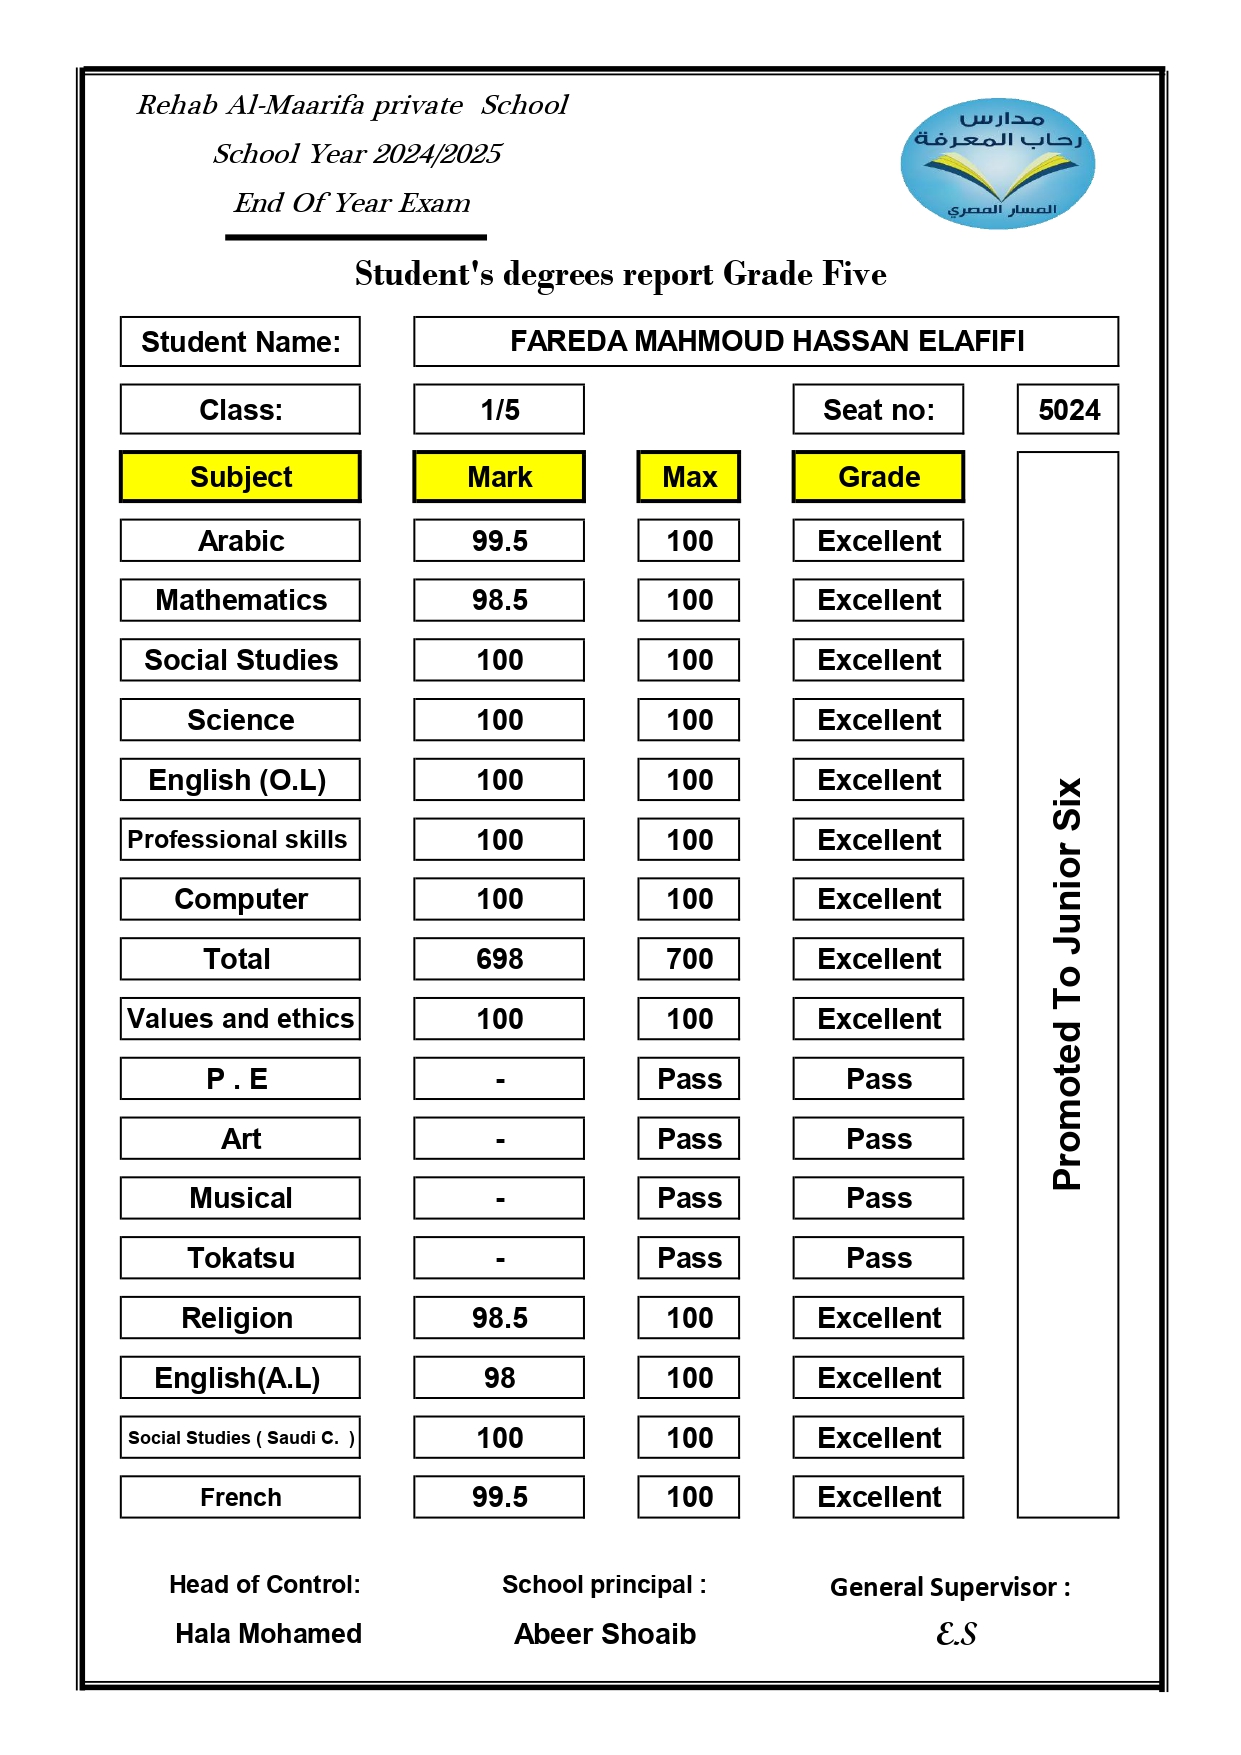 Rehab Al-Maarifa private School
School Year 2024/2025
End Of Year Exam
مدارس
رحاب المعرفة
المسار المصري
Student's degrees report Grade Five
Student Name: FAREDA MAHMOUD HASSAN ELAFIFI
Class: 1/5 Seat no: 5024
Subject Mark Max Grade
Arabic 99.5 100 Excellent
Mathematics 98.5 100 Excellent
Social Studies 100 100 Excellent
Science 100 100 Excellent
English (O.L) 100 100 Excellent
Professional skills 100 100 Excellent
Computer 100 100 Excellent
Total 698 700 Excellent
Values and ethics 100 100 Excellent
P . E - Pass Pass
Art - Pass Pass
Musical - Pass Pass
Tokatsu - Pass Pass
Religion 98.5 100 Excellent
English(A.L) 98 100 Excellent
Social Studies ( Saudi C. ) 100 100 Excellent
French 99.5 100 Excellent
Promoted To Junior Six
Head of Control: School principal : General Supervisor :
Hala Mohamed Abeer Shoaib E.S